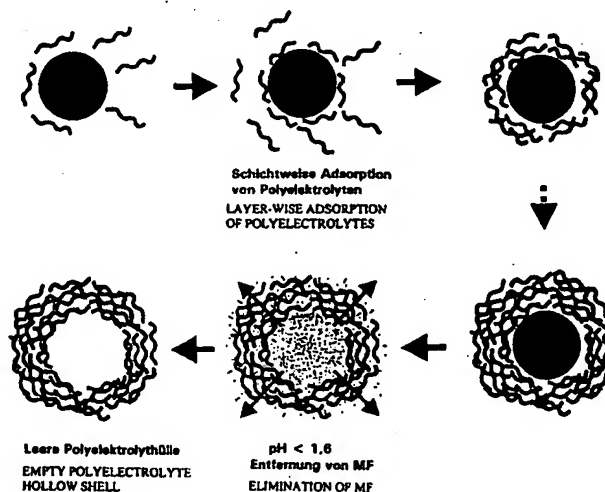 Schichtweise Adsorption
von Polyelektrolyten
LAYER-WISE ADSORPTION
OF POLYELECTROLYTES
Leere Polyelektrolythülle
EMPTY POLYELECTROLYTE
HOLLOW SHELL
pH < 1,6
Entfernung von MF
ELIMINATION OF MF